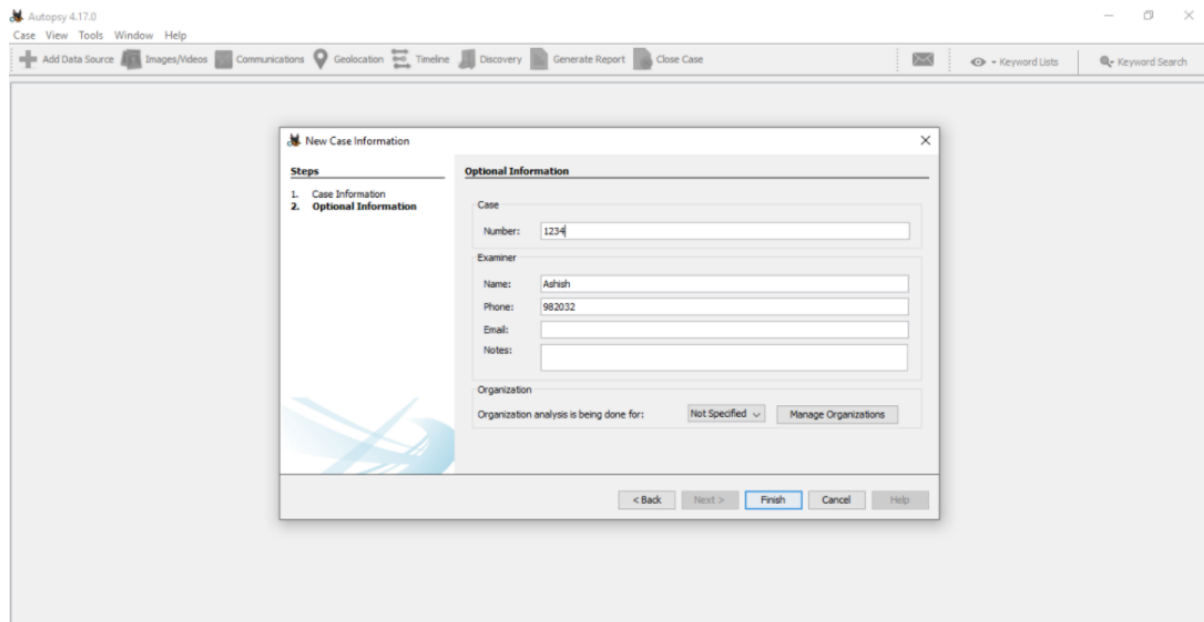 Autopsy 4.17.0
Case View Tools Window Help
Add Data Source Images/Videos Communications Geolocation Timeline Discovery Generate Report Close Case Keyword Lists Keyword Search
New Case Information
Steps
1. Case Information
2. Optional Information
Optional Information
Case
Number: 1234
Examiner
Name: Ashish
Phone: 982032
Email:
Notes:
Organization
Organization analysis is being done for: Not Specified Manage Organizations
< Back Next > Finish Cancel Help